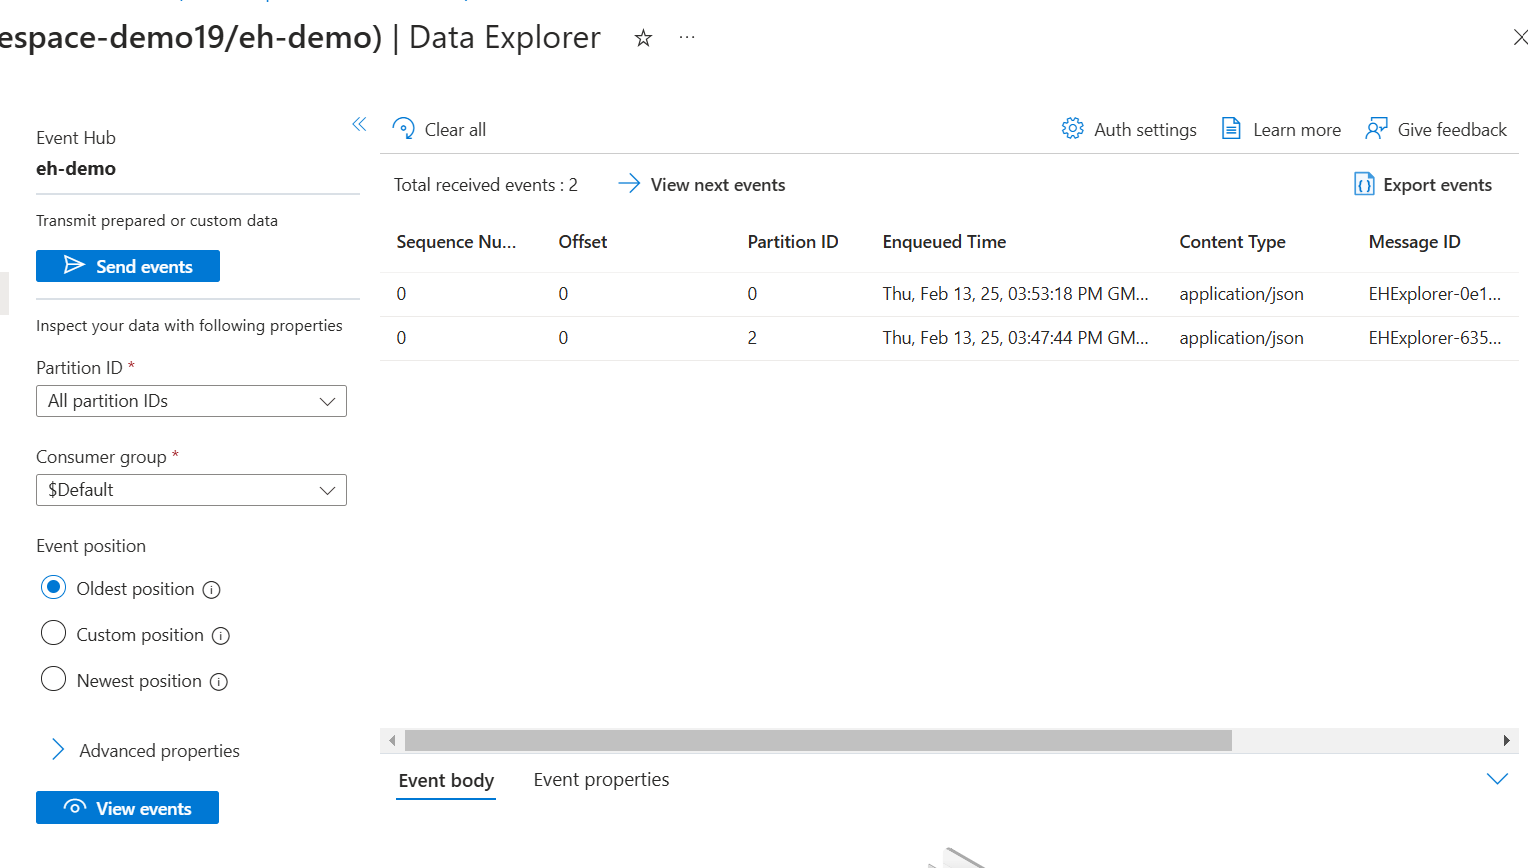 espace-demo19/eh-demo) | Data Explorer
Event Hub
eh-demo
Transmit prepared or custom data
Send events
Inspect your data with following properties
Partition ID *
All partition IDs
Consumer group *
$Default
Event position
Oldest position
Custom position
Newest position
Advanced properties
View events
Clear all
Auth settings
Learn more
Give feedback
Total received events : 2
View next events
Export events
Sequence Nu... Offset Partition ID Enqueued Time Content Type Message ID
0 0 0 Thu, Feb 13, 25, 03:53:18 PM GM... application/json EHExplorer-0e1...
0 0 2 Thu, Feb 13, 25, 03:47:44 PM GM... application/json EHExplorer-635...
Event body Event properties